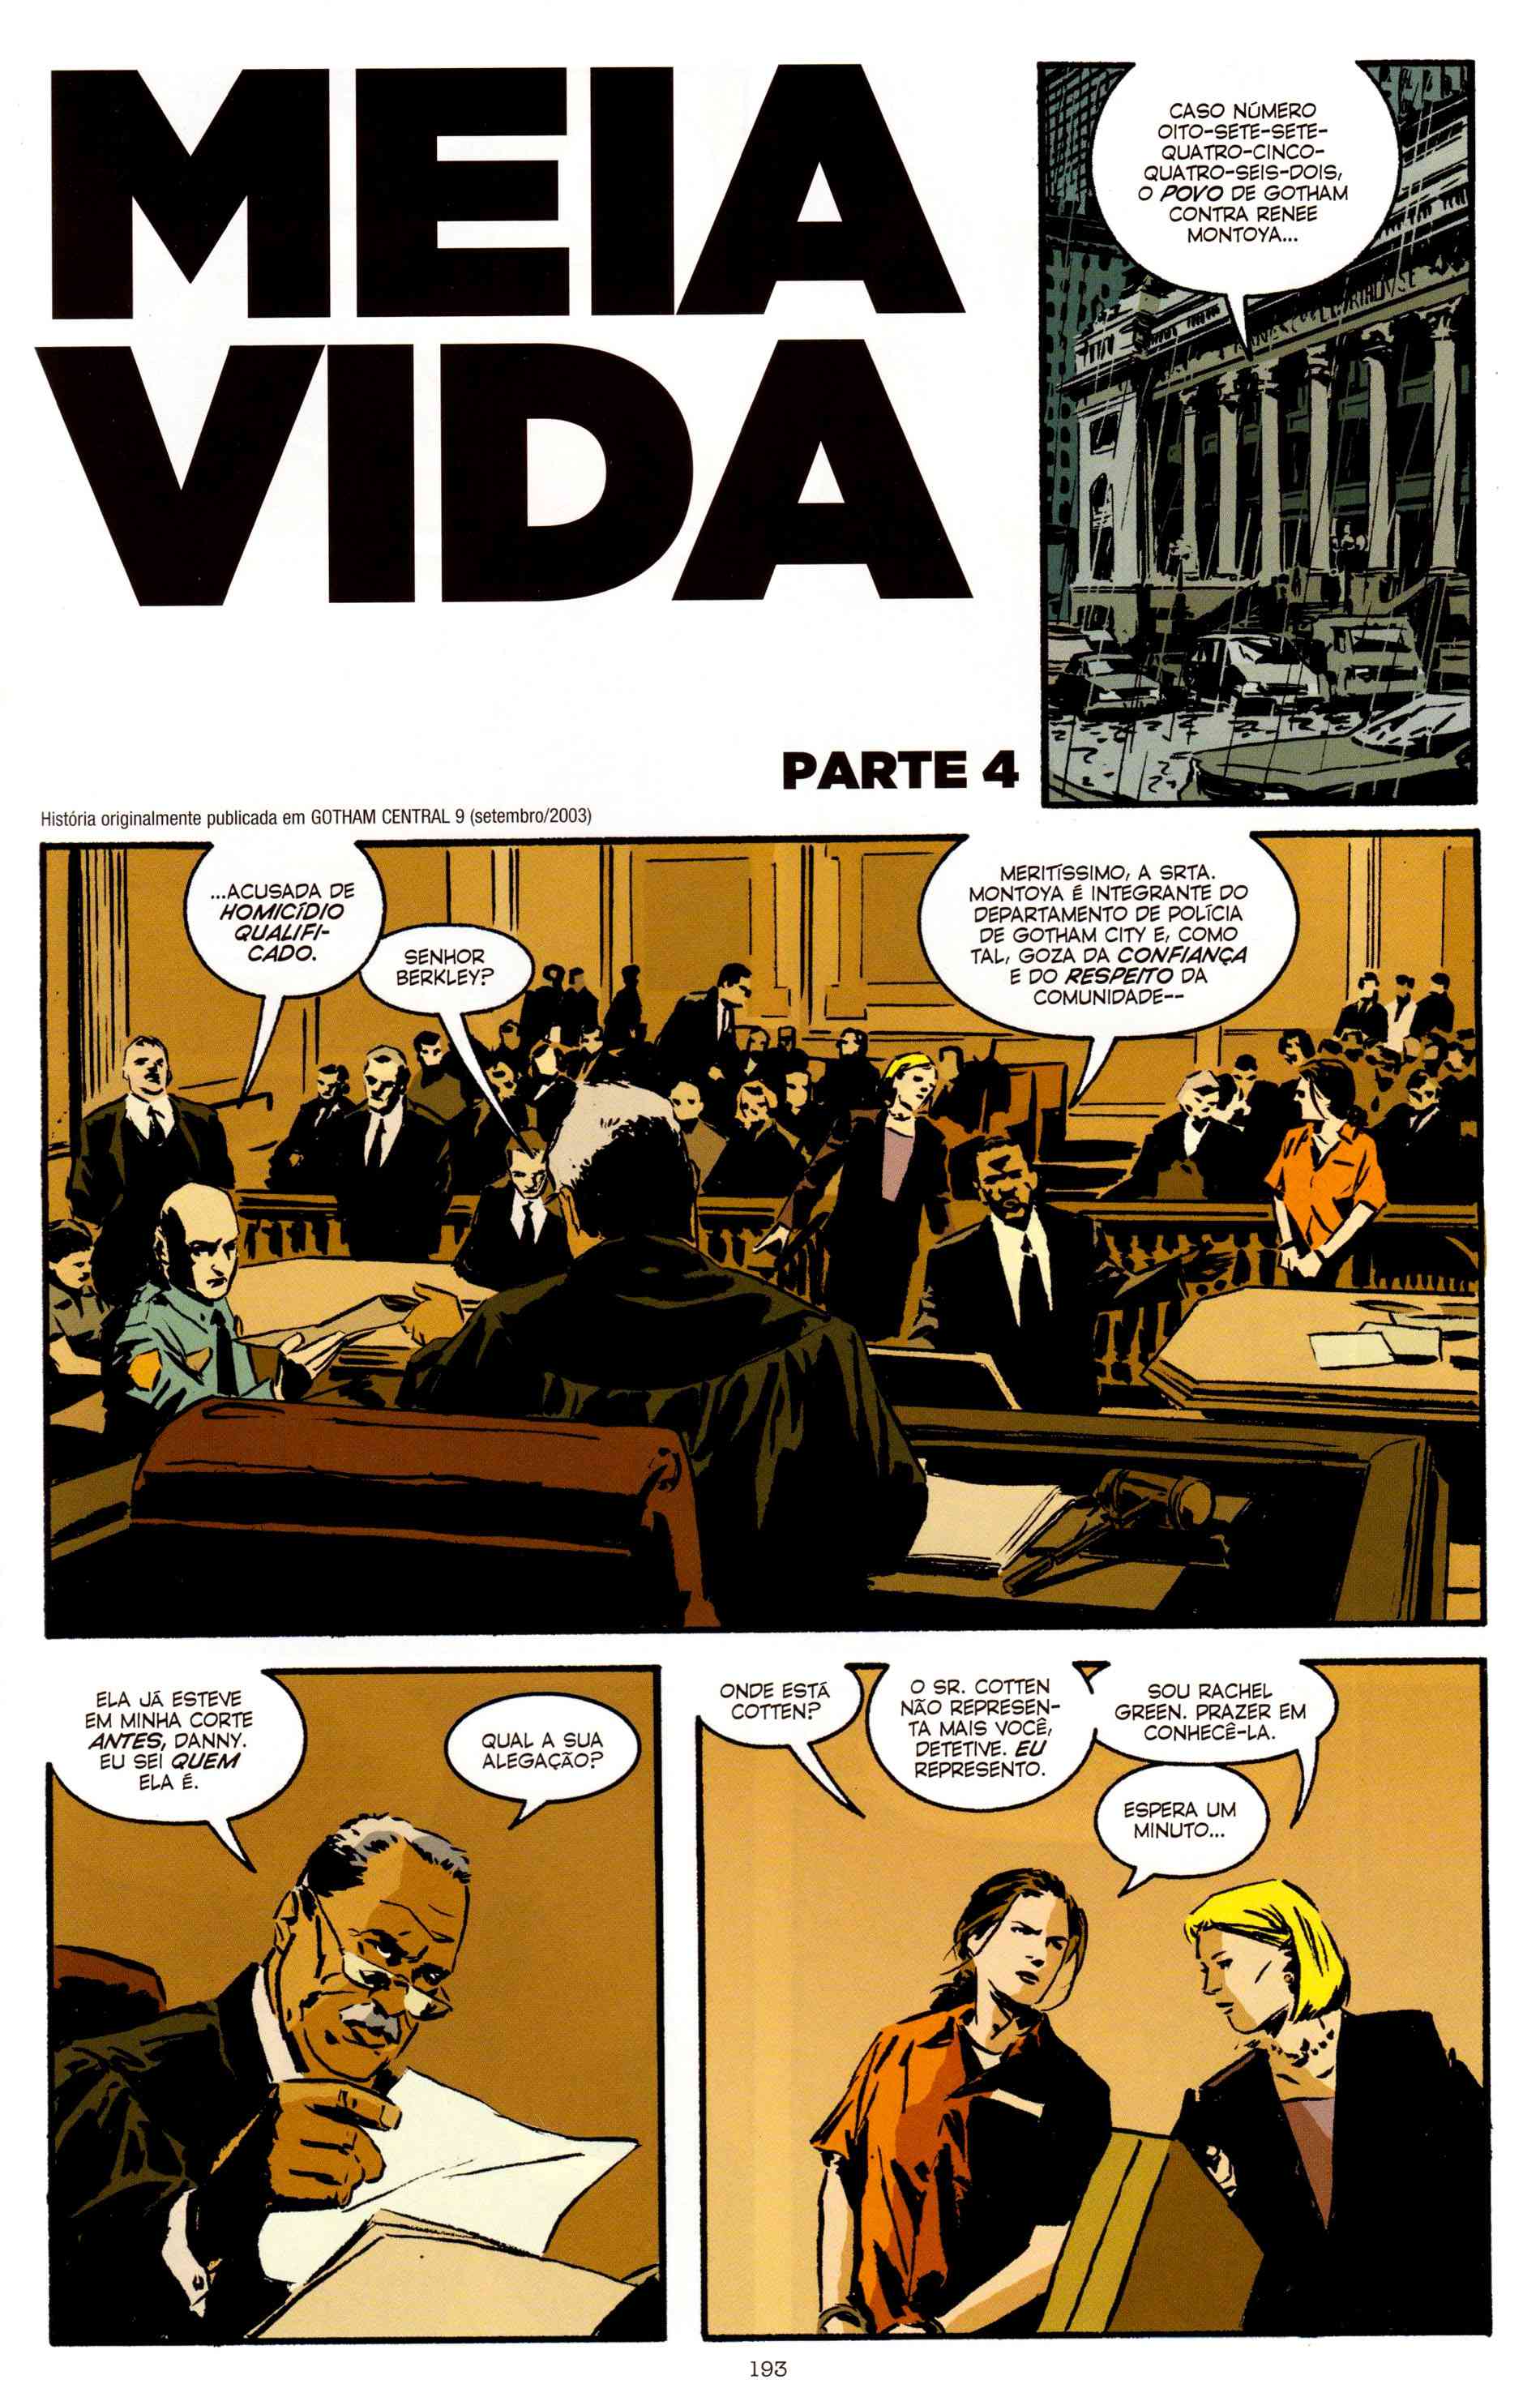 MEIA
VIDA
PARTE 4
História originalmente publicada em GOTHAM CENTRAL 9 (setembro/2003)
CASO NÚMERO
OITO-SETE-SETE-
QUATRO-CINCO-
QUATRO-SEIS-DOIS,
O POVO DE GOTHAM
CONTRA RENEE
MONTOYA...
...ACUSADA DE
HOMICÍDIO
QUALIFI-
CADO.
SENHOR
BERKLEY?
MERITÍSSIMO, A SRTA.
MONTOYA É INTEGRANTE DO
DEPARTAMENTO DE POLÍCIA
DE GOTHAM CITY E, COMO
TAL, GOZA DA CONFIANÇA
E DO RESPEITO DA
COMUNIDADE--
ELA JÁ ESTEVE
EM MINHA CORTE
ANTES, DANNY.
EU SEI QUEM
ELA É.
QUAL A SUA
ALEGAÇÃO?
ONDE ESTÁ
COTTEN?
O SR. COTTEN
NÃO REPRESEN-
TA MAIS VOCÊ,
DETETIVE. EU
REPRESENTO.
SOU RACHEL
GREEN. PRAZER EM
CONHECÊ-LA.
ESPERA UM
MINUTO...
193